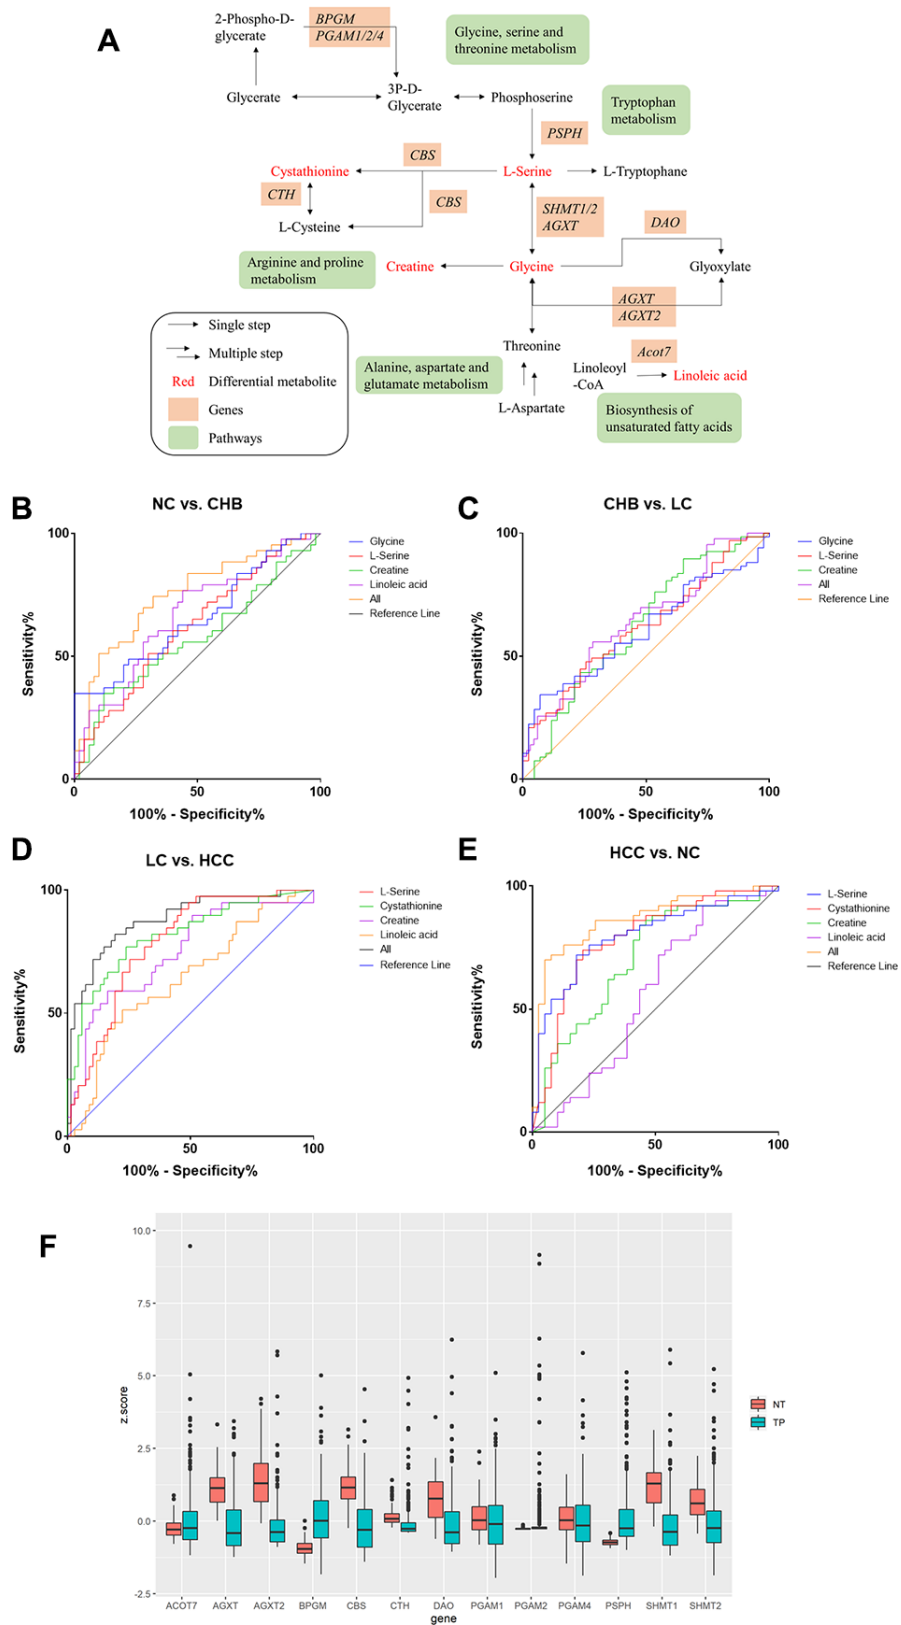 A
2-Phospho-D-
glycerate
BPGM
PGAM1/2/4
Glycine, serine and
threonine metabolism
Glycerate
3P-D-
Glycerate
Phosphoserine
Tryptophan
metabolism
PSPH
Cystathionine
CBS
L-Serine
L-Tryptophane
CTH
CBS
L-Cysteine
SHMT1/2
AGXT
DAO
Arginine and proline
metabolism
Creatine
Glycine
Glyoxylate
AGXT
AGXT2
Single step
Multiple step
Red Differential metabolite
Genes
Pathways
Threonine
Alanine, aspartate and
glutamate metabolism
L-Aspartate
Acot7
Linoleoyl
-CoA
Linoleic acid
Biosynthesis of
unsaturated fatty acids
B
NC vs. CHB
100
50
0
Sensitivity%
0 50 100
100% - Specificity%
Glycine
L-Serine
Creatine
Linoleic acid
All
Reference Line
C
CHB vs. LC
100
50
0
Sensitivity%
0 50 100
100% - Specificity%
Glycine
L-Serine
Creatine
All
Reference Line
D
LC vs. HCC
100
50
0
Sensitivity%
0 50 100
100% - Specificity%
L-Serine
Cystathionine
Creatine
Linoleic acid
All
Reference Line
E
HCC vs. NC
100
50
0
Sensitivity%
0 50 100
100% - Specificity%
L-Serine
Cystathionine
Creatine
Linoleic acid
All
Reference Line
F
10.0
7.5
5.0
2.5
0.0
-2.5
z.score
ACOT7 AGXT AGXT2 BPGM CBS CTH DAO PGAM1 PGAM2 PGAM4 PSPH SHMT1 SHMT2
gene
NT
TP